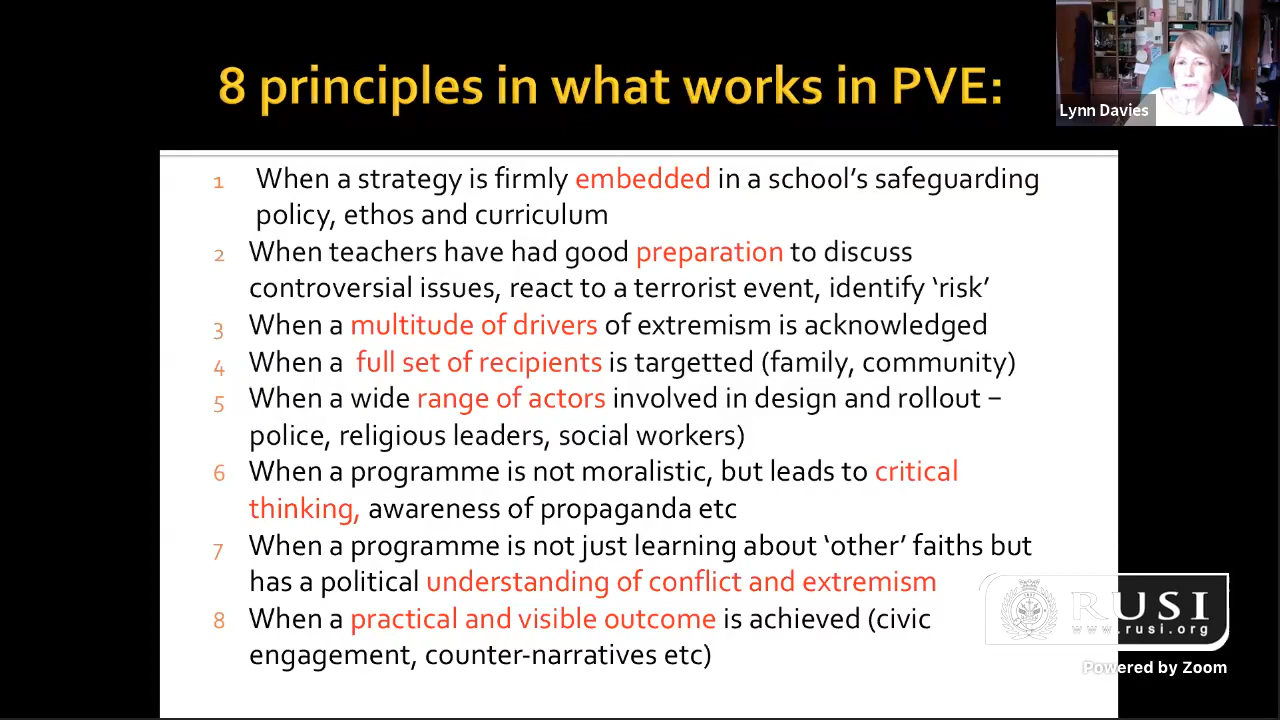 8 principles in what works in PVE:
Lynn Davies
1 When a strategy is firmly embedded in a school’s safeguarding
policy, ethos and curriculum
2 When teachers have had good preparation to discuss
controversial issues, react to a terrorist event, identify ‘risk’
3 When a multitude of drivers of extremism is acknowledged
4 When a full set of recipients is targetted (family, community)
5 When a wide range of actors involved in design and rollout –
police, religious leaders, social workers)
6 When a programme is not moralistic, but leads to critical
thinking, awareness of propaganda etc
7 When a programme is not just learning about ‘other’ faiths but
has a political understanding of conflict and extremism
8 When a practical and visible outcome is achieved (civic
engagement, counter-narratives etc)
RUSI
www.rusi.org
Powered by Zoom